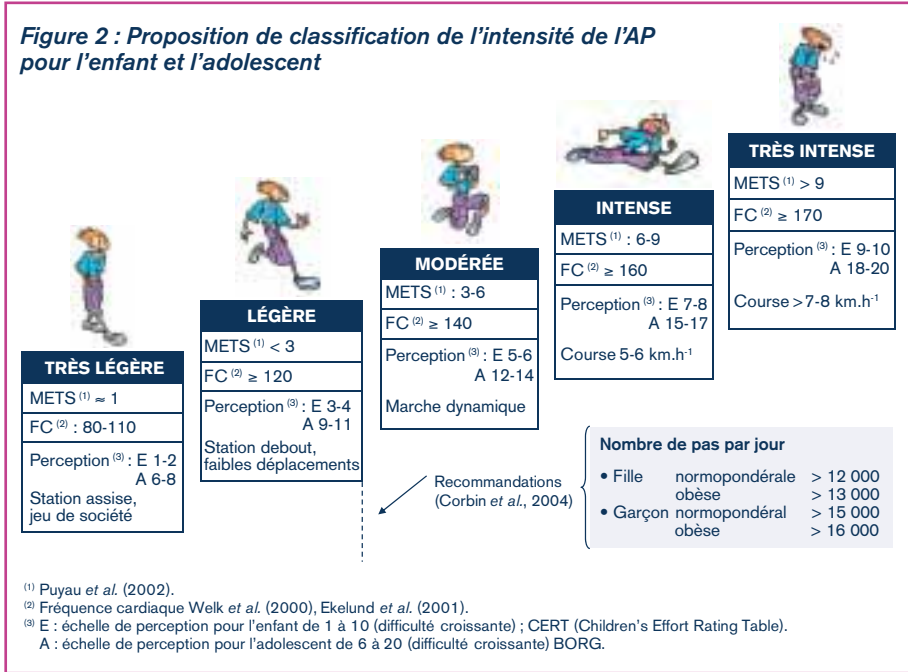 Figure 2 : Proposition de classification de l'intensité de l'AP
pour l'enfant et l'adolescent
TRÈS LÉGÈRE
METS (1) ≈ 1
FC (2) : 80-110
Perception (3) : E 1-2
A 6-8
Station assise,
jeu de société
LÉGÈRE
METS (1) < 3
FC (2) ≥ 120
Perception (3) : E 3-4
A 9-11
Station debout,
faibles déplacements
MODÉRÉE
METS (1) : 3-6
FC (2) ≥ 140
Perception (3) : E 5-6
A 12-14
Marche dynamique
INTENSE
METS (1) : 6-9
FC (2) ≥ 160
Perception (3) : E 7-8
A 15-17
Course 5-6 km.h-1
TRÈS INTENSE
METS (1) > 9
FC (2) ≥ 170
Perception (3) : E 9-10
A 18-20
Course >7-8 km.h-1
Recommandations
(Corbin et al., 2004)
Nombre de pas par jour
• Fille normopondérale > 12 000
obèse > 13 000
• Garçon normopondéral > 15 000
obèse > 16 000
(1) Puyau et al. (2002).
(2) Fréquence cardiaque Welk et al. (2000), Ekelund et al. (2001).
(3) E : échelle de perception pour l'enfant de 1 à 10 (difficulté croissante) ; CERT (Children's Effort Rating Table).
A : échelle de perception pour l'adolescent de 6 à 20 (difficulté croissante) BORG.